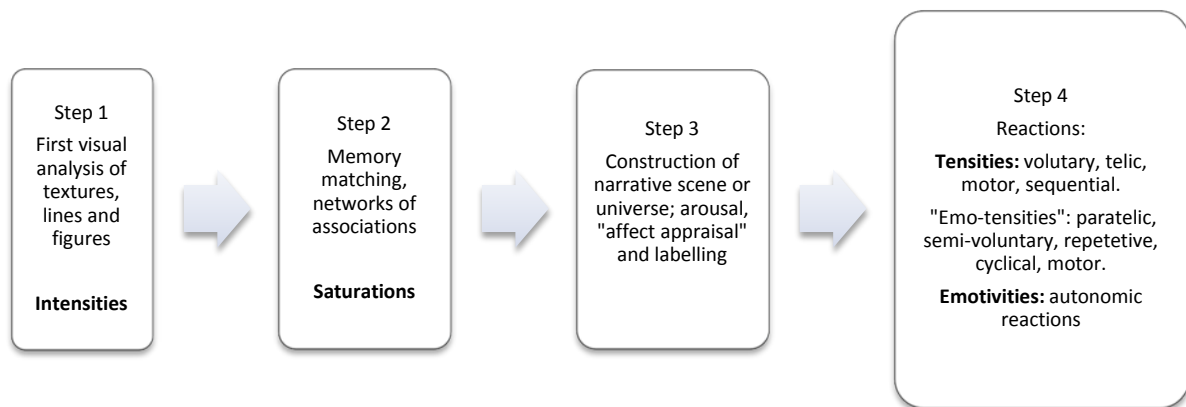 Step 1
First visual
analysis of
textures,
lines and
figures
Intensities
Step 2
Memory
matching,
networks of
associations
Saturations
Step 3
Construction of
narrative scene or
universe; arousal,
"affect appraisal"
and labelling
Step 4
Reactions:
Tensities: volutary, telic,
motor, sequential.
"Emo-tensities": paratelic,
semi-voluntary, repetetive,
cyclical, motor.
Emotivities: autonomic
reactions